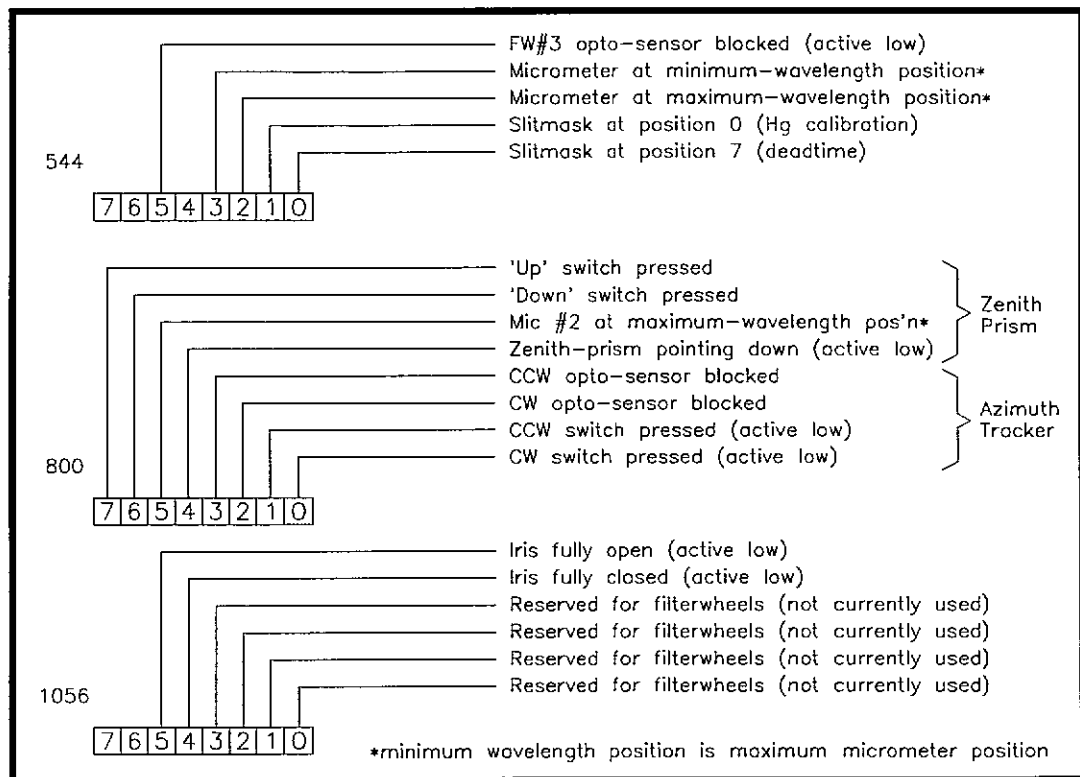 FW#3 opto-sensor blocked (active low)
Micrometer at minimum-wavelength position*
Micrometer at maximum-wavelength position*
Slitmask at position 0 (Hg calibration)
Slitmask at position 7 (deadtime)
544
7 6 5 4 3 2 1 0
'Up' switch pressed
'Down' switch pressed
Mic #2 at maximum-wavelength pos'n*
Zenith-prism pointing down (active low)
Zenith
Prism
CCW opto-sensor blocked
CW opto-sensor blocked
CCW switch pressed (active low)
CW switch pressed (active low)
Azimuth
Tracker
800
7 6 5 4 3 2 1 0
Iris fully open (active low)
Iris fully closed (active low)
Reserved for filterwheels (not currently used)
Reserved for filterwheels (not currently used)
Reserved for filterwheels (not currently used)
Reserved for filterwheels (not currently used)
1056
7 6 5 4 3 2 1 0
*minimum wavelength position is maximum micrometer position